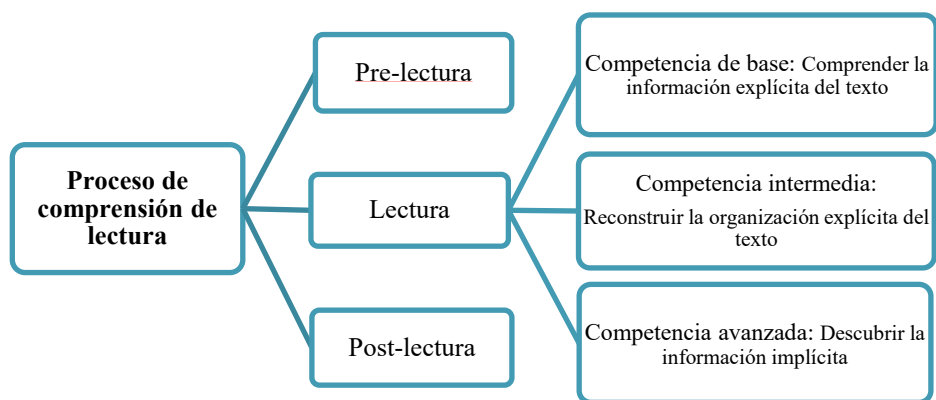 Proceso de
comprensión de
lectura
Pre-lectura
Lectura
Post-lectura
Competencia de base: Comprender la
información explícita del texto
Competencia intermedia:
Reconstruir la organización explícita del
texto
Competencia avanzada: Descubrir la
información implícita